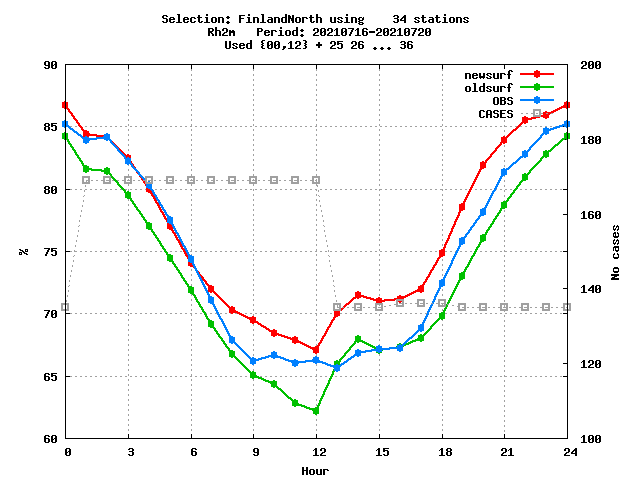 Selection: FinlandNorth using    34 stations
Rh2m   Period: 20210716-20210720
Used {00,12} + 25 26 ... 36
90 85 80 75 70 65 60
%
newsurf
oldsurf
OBS
CASES
200 180 160 140 120 100
No cases
0 3 6 9 12 15 18 21 24
Hour